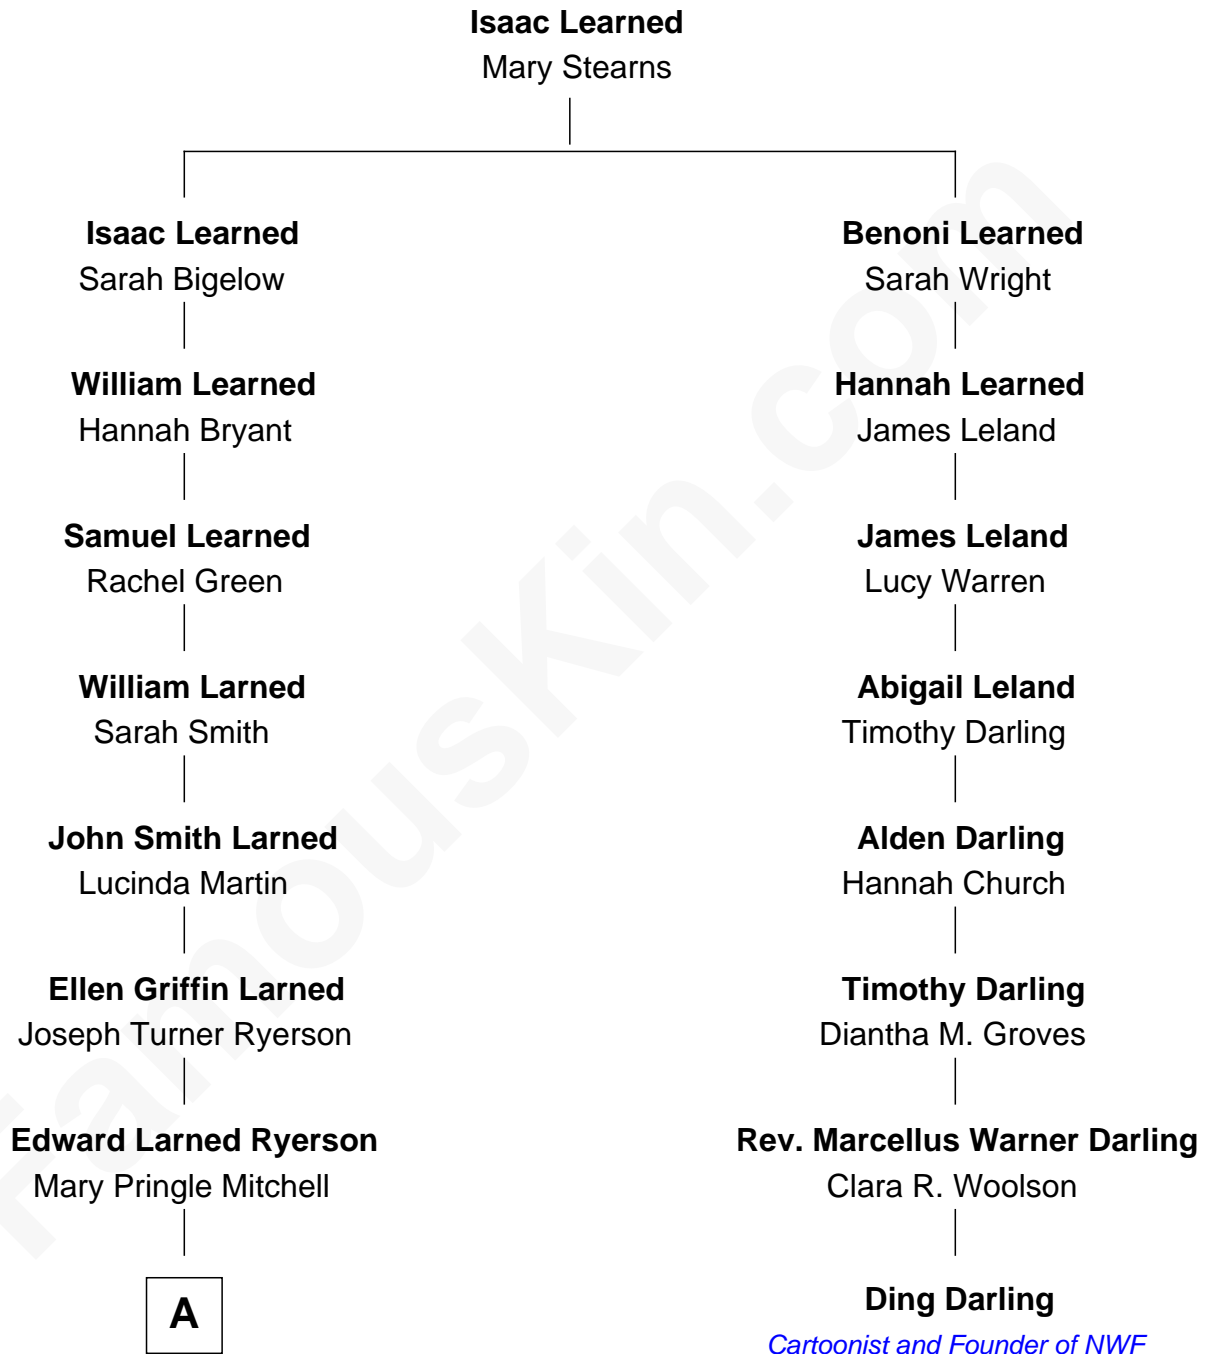 Isaac Learned
Mary Stearns
Isaac Learned
Sarah Bigelow
Benoni Learned
Sarah Wright
William Learned
Hannah Bryant
Hannah Learned
James Leland
Samuel Learned
Rachel Green
James Leland
Lucy Warren
William Larned
Sarah Smith
Abigail Leland
Timothy Darling
John Smith Larned
Lucinda Martin
Alden Darling
Hannah Church
Ellen Griffin Larned
Joseph Turner Ryerson
Timothy Darling
Diantha M. Groves
Edward Larned Ryerson
Mary Pringle Mitchell
Rev. Marcellus Warner Darling
Clara R. Woolson
A
Ding Darling
Cartoonist and Founder of NWF
FamousKin.com